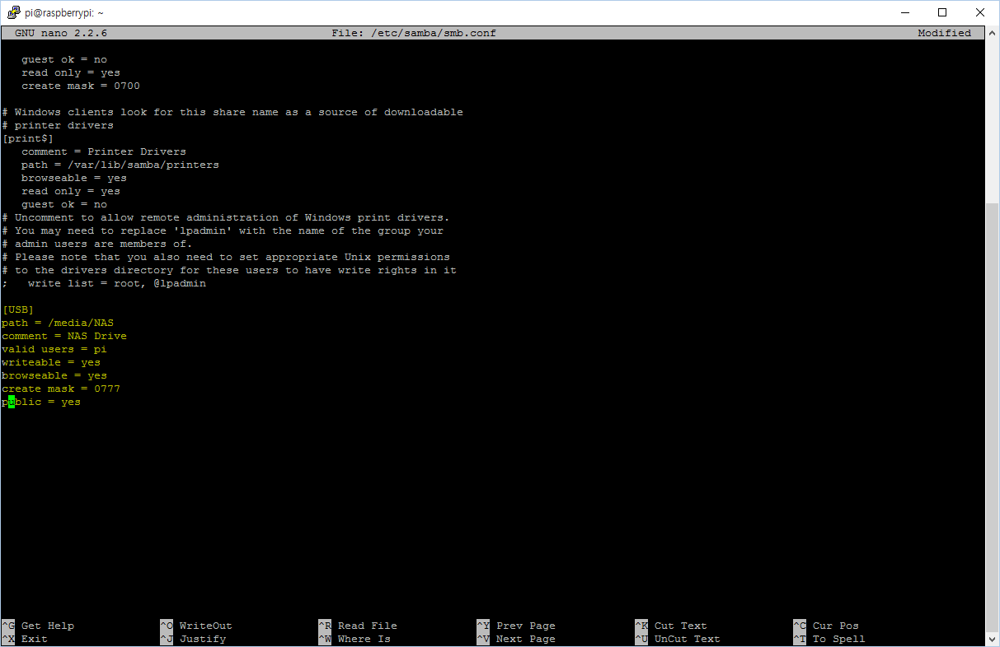 pi@raspberrypi: ~
GNU nano 2.2.6 File: /etc/samba/smb.conf Modified
guest ok = no
read only = yes
create mask = 0700
# Windows clients look for this share name as a source of downloadable
# printer drivers
[print$]
comment = Printer Drivers
path = /var/lib/samba/printers
browseable = yes
read only = yes
guest ok = no
# Uncomment to allow remote administration of Windows print drivers.
# You may need to replace 'lpadmin' with the name of the group your
# admin users are members of.
# Please note that you also need to set appropriate Unix permissions
# to the drivers directory for these users to have write rights in it
; write list = root, @lpadmin
[USB]
path = /media/NAS
comment = NAS Drive
valid users = pi
writeable = yes
browseable = yes
create mask = 0777
public = yes
^G Get Help ^O WriteOut ^R Read File ^Y Prev Page ^K Cut Text ^C Cur Pos
^X Exit ^J Justify ^W Where Is ^V Next Page ^U UnCut Text ^T To Spell